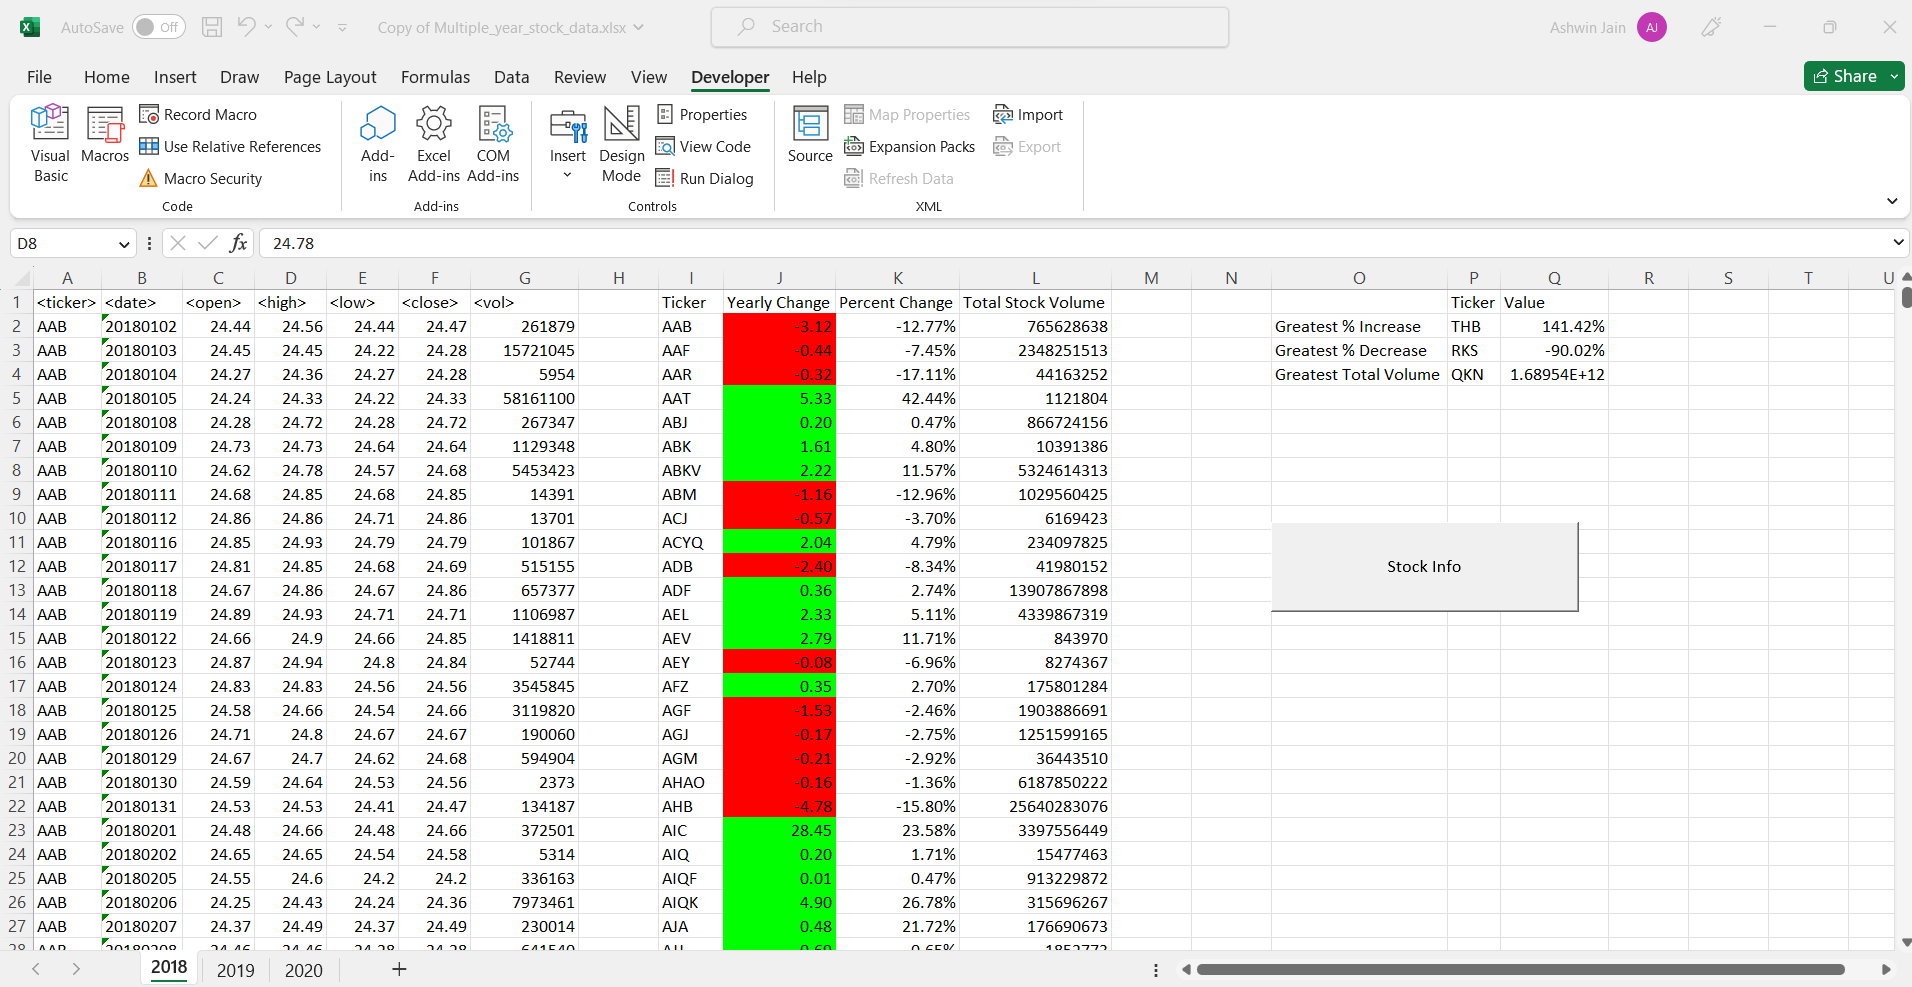 AutoSave Off Copy of Multiple_year_stock_data.xlsx Search Ashwin Jain AJ
File Home Insert Draw Page Layout Formulas Data Review View Developer Help Share
Visual Basic Macros Record Macro Use Relative References Macro Security Code
Add-ins Excel Add-ins COM Add-ins Add-ins
Insert Design Mode Properties View Code Run Dialog Controls
Source Map Properties Expansion Packs Refresh Data Import Export XML
D8 fx 24.78
A B C D E F G H I J K L M N O P Q R S T U
1 <ticker> <date> <open> <high> <low> <close> <vol> Ticker Yearly Change Percent Change Total Stock Volume Ticker Value
2 AAB 20180102 24.44 24.56 24.44 24.47 261879 AAB -3.12 -12.77% 765628638 Greatest % Increase THB 141.42%
3 AAB 20180103 24.45 24.45 24.22 24.28 15721045 AAF -0.44 -7.45% 2348251513 Greatest % Decrease RKS -90.02%
4 AAB 20180104 24.27 24.36 24.27 24.28 5954 AAR -0.32 -17.11% 44163252 Greatest Total Volume QKN 1.68954E+12
5 AAB 20180105 24.24 24.33 24.22 24.33 58161100 AAT 5.33 42.44% 1121804
6 AAB 20180108 24.28 24.72 24.28 24.72 267347 ABJ 0.20 0.47% 866724156
7 AAB 20180109 24.73 24.73 24.64 24.64 1129348 ABK 1.61 4.80% 10391386
8 AAB 20180110 24.62 24.78 24.57 24.68 5453423 ABKV 2.22 11.57% 5324614313
9 AAB 20180111 24.68 24.85 24.68 24.85 14391 ABM -1.16 -12.96% 1029560425
10 AAB 20180112 24.86 24.86 24.71 24.86 13701 ACJ -0.57 -3.70% 6169423
11 AAB 20180116 24.85 24.93 24.79 24.79 101867 ACYQ 2.04 4.79% 234097825
12 AAB 20180117 24.81 24.85 24.68 24.69 515155 ADB -2.40 -8.34% 41980152 Stock Info
13 AAB 20180118 24.67 24.86 24.67 24.86 657377 ADF 0.36 2.74% 13907867898
14 AAB 20180119 24.89 24.93 24.71 24.71 1106987 AEL 2.33 5.11% 4339867319
15 AAB 20180122 24.66 24.9 24.66 24.85 1418811 AEV 2.79 11.71% 843970
16 AAB 20180123 24.87 24.94 24.8 24.84 52744 AEY -0.08 -6.96% 8274367
17 AAB 20180124 24.83 24.83 24.56 24.56 3545845 AFZ 0.35 2.70% 175801284
18 AAB 20180125 24.58 24.66 24.54 24.66 3119820 AGF -1.53 -2.46% 1903886691
19 AAB 20180126 24.71 24.8 24.67 24.67 190060 AGJ -0.17 -2.75% 1251599165
20 AAB 20180129 24.67 24.7 24.62 24.68 594904 AGM -0.21 -2.92% 36443510
21 AAB 20180130 24.59 24.64 24.53 24.56 2373 AHAO -0.16 -1.36% 6187850222
22 AAB 20180131 24.53 24.53 24.41 24.47 134187 AHB -4.78 -15.80% 25640283076
23 AAB 20180201 24.48 24.66 24.48 24.66 372501 AIC 28.45 23.58% 3397556449
24 AAB 20180202 24.65 24.65 24.54 24.58 5314 AIQ 0.20 1.71% 15477463
25 AAB 20180205 24.55 24.6 24.2 24.2 336163 AIQF 0.01 0.47% 913229872
26 AAB 20180206 24.25 24.43 24.24 24.36 7973461 AIQK 4.90 26.78% 315696267
27 AAB 20180207 24.37 24.49 24.37 24.49 230014 AJA 0.48 21.72% 176690673
2018 2019 2020